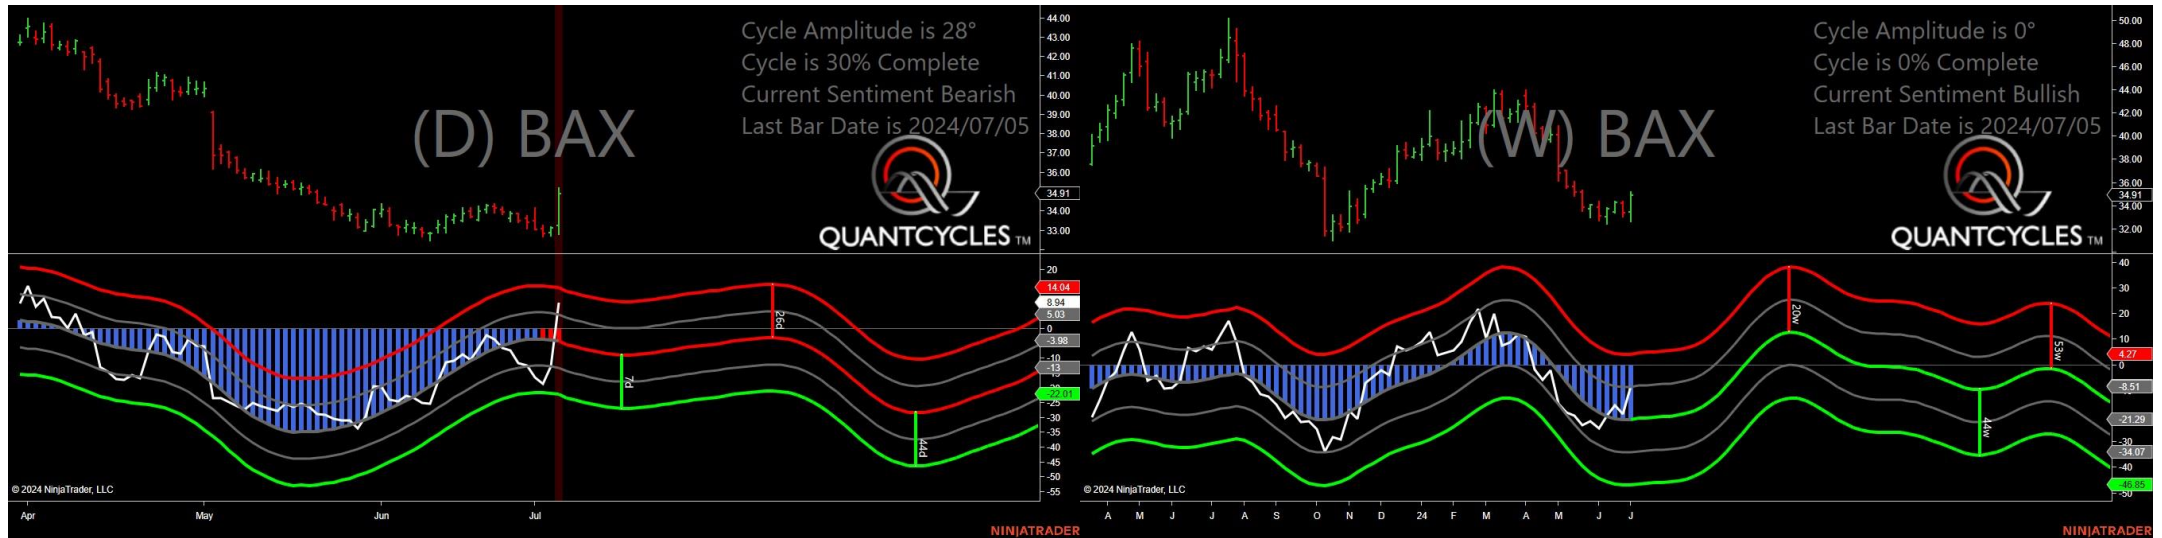 Cycle Amplitude is 28°
Cycle is 30% Complete
Current Sentiment Bearish
Last Bar Date is 2024/07/05
(D) BAX
QUANTCYCLES TM
44.00
43.00
42.00
41.00
40.00
39.00
38.00
37.00
36.00
34.91
34.00
33.00
20
14.04
8.94
5.03
0
-3.98
-10
-13
-22.01
-25
-30
-35
-40
-45
-50
-55
7d
26d
44d
© 2024 NinjaTrader, LLC
Apr May Jun Jul
NINJATRADER
Cycle Amplitude is 0°
Cycle is 0% Complete
Current Sentiment Bullish
Last Bar Date is 2024/07/05
(W) BAX
QUANTCYCLES TM
50.00
48.00
46.00
44.00
42.00
40.00
38.00
36.00
34.91
34.00
32.00
40
30
20
10
4.27
0
-8.51
-21.29
-30
-34.07
-40
-46.85
-50
20w
44w
53w
© 2024 NinjaTrader, LLC
A M J J A S O N D 24 F M A M J J
NINJATRADER